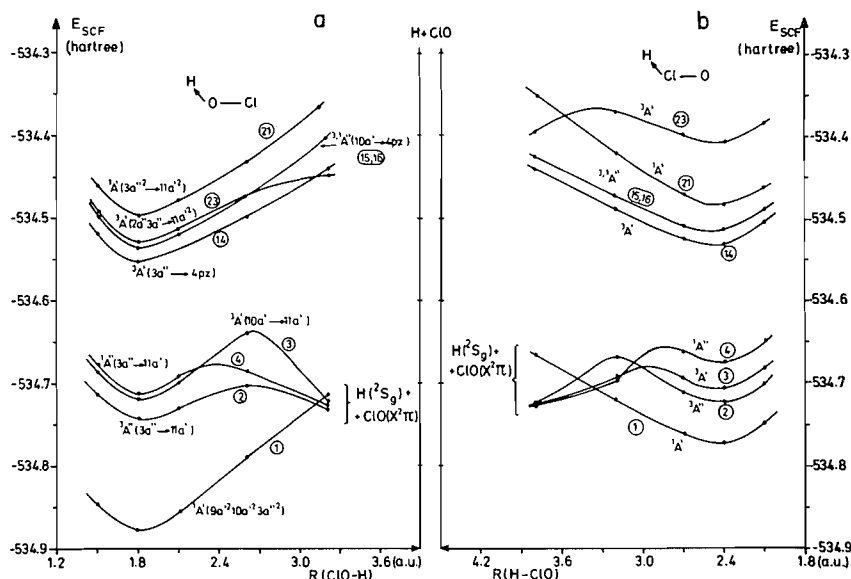 a
E_SCF
(hartree)
-534.3
-534.4
-534.5
-534.6
-534.7
-534.8
-534.9
H
O — Cl
21
³,¹A"(10a' → 4pz)
15,16
¹A'(3a"² → 11a'²)
23
³A'(2a"3a" → 11a'²)
14
³A'(3a" → 4pz)
³A'(10a' → 11a')
3
¹A"(3a" → 11a')
4
2
³A"(3a" → 11a')
H(²S_g) +
+ ClO(X²π)
1
¹A'(9a'²10a'²3a"²)
1.2
1.8
2.4
3.0
3.6 (a.u.)
R(ClO-H)
H + ClO
b
E_SCF
(hartree)
-534.3
-534.4
-534.5
-534.6
-534.7
-534.8
-534.9
H
Cl — O
³A'
23
¹A'
21
³,¹A"
15,16
³A'
14
H(²S_g) +
+ ClO(X²π)
¹A"
4
³A'
3
³A"
2
1
¹A'
4.2
3.6
3.0
2.4
1.8 (a.u.)
R(H-ClO)